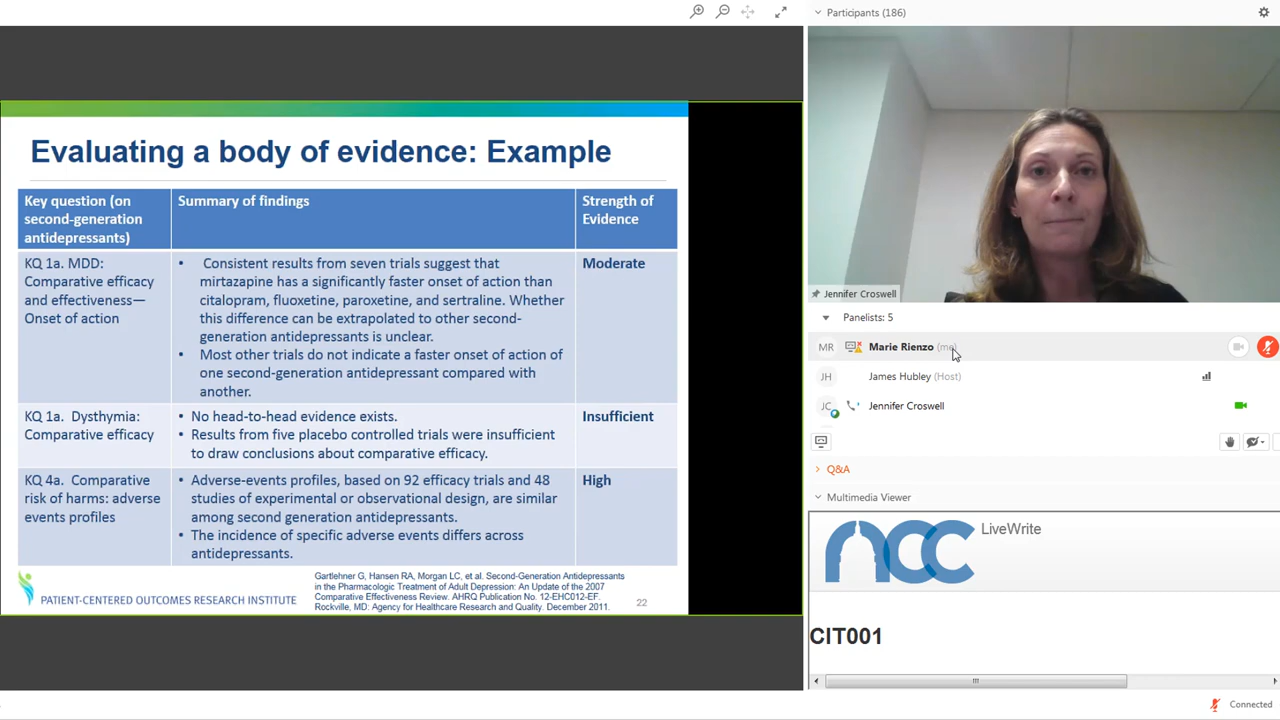 Evaluating a body of evidence: Example
Key question (on
second-generation
antidepressants)
Summary of findings
Strength of
Evidence
KQ 1a. MDD:
Comparative efficacy
and effectiveness—
Onset of action
• Consistent results from seven trials suggest that
mirtazapine has a significantly faster onset of action than
citalopram, fluoxetine, paroxetine, and sertraline. Whether
this difference can be extrapolated to other second-
generation antidepressants is unclear.
• Most other trials do not indicate a faster onset of action of
one second-generation antidepressant compared with
another.
Moderate
KQ 1a. Dysthymia:
Comparative efficacy
• No head-to-head evidence exists.
• Results from five placebo controlled trials were insufficient
to draw conclusions about comparative efficacy.
Insufficient
KQ 4a. Comparative
risk of harms: adverse
events profiles
• Adverse-events profiles, based on 92 efficacy trials and 48
studies of experimental or observational design, are similar
among second generation antidepressants.
• The incidence of specific adverse events differs across
antidepressants.
High
PATIENT-CENTERED OUTCOMES RESEARCH INSTITUTE
Gartlehner G, Hansen RA, Morgan LC, et al. Second-Generation Antidepressants
in the Pharmacologic Treatment of Adult Depression: An Update of the 2007
Comparative Effectiveness Review. AHRQ Publication No. 12-EHC012-EF.
Rockville, MD: Agency for Healthcare Research and Quality. December 2011.
22
Participants (186)
Jennifer Croswell
Panelists: 5
MR Marie Rienzo (me)
JH James Hubley (Host)
JC Jennifer Croswell
Q&A
Multimedia Viewer
ACC LiveWrite
CIT001
Connected